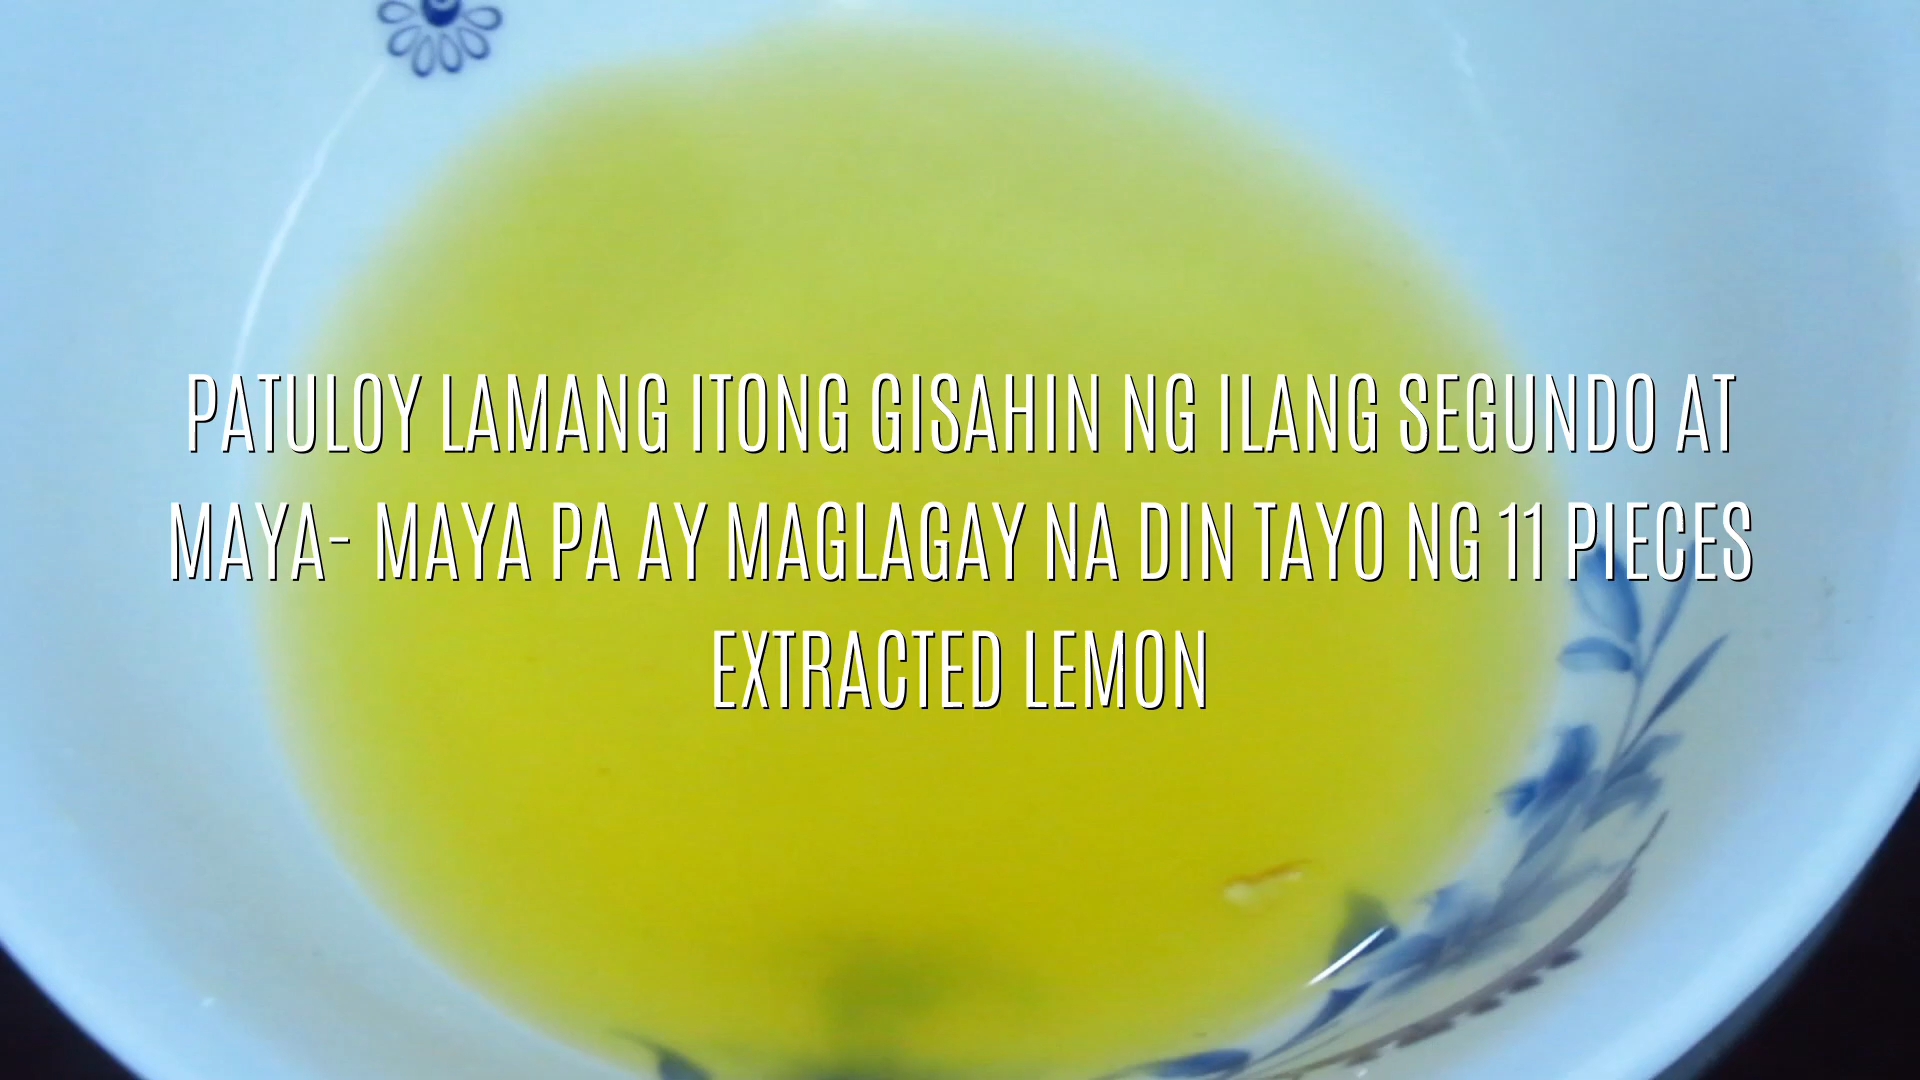 PATULOY LAMANG ITONG GISAHIN NG ILANG SEGUNDO AT
MAYA- MAYA PA AY MAGLAGAY NA DIN TAYO NG 11 PIECES
EXTRACTED LEMON